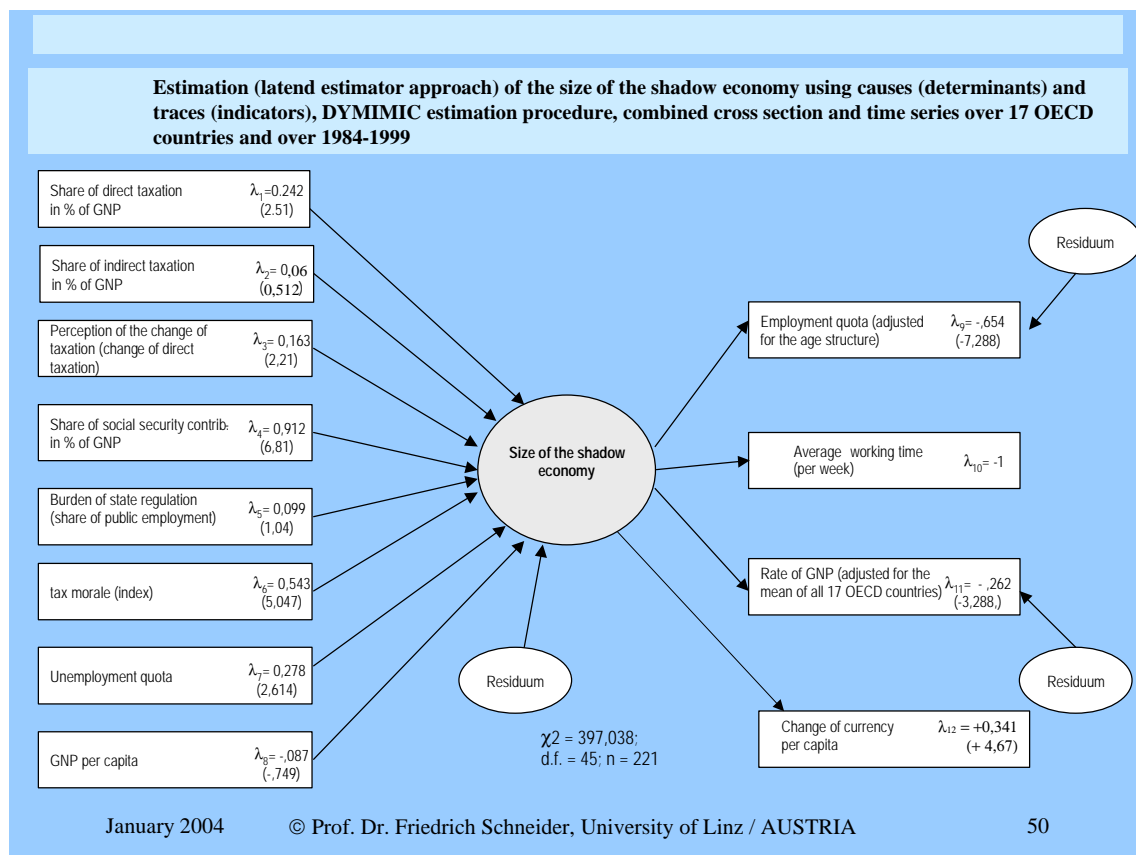 Estimation (latend estimator approach) of the size of the shadow economy using causes (determinants) and
traces (indicators), DYMIMIC estimation procedure, combined cross section and time series over 17 OECD
countries and over 1984-1999
Share of direct taxation λ1=0.242
in % of GNP (2.51)
Share of indirect taxation λ2= 0,06
in % of GNP (0,512)
Perception of the change of
taxation (change of direct λ3= 0,163
taxation) (2,21)
Share of social security contrib. λ4= 0,912
in % of GNP (6,81)
Burden of state regulation λ5= 0,099
(share of public employment) (1,04)
tax morale (index) λ6= 0,543
(5,047)
Unemployment quota λ7= 0,278
(2,614)
GNP per capita λ8=-,087
(-,749)
Size of the shadow
economy
Residuum
χ2 = 397,038;
d.f. = 45; n = 221
Residuum
Employment quota (adjusted λ9= -,654
for the age structure) (-7,288)
Average working time
(per week) λ10= -1
Rate of GNP (adjusted for the λ11= - ,262
mean of all 17 OECD countries) (-3,288,)
Residuum
Change of currency λ12 = +0,341
per capita (+ 4,67)
January 2004 © Prof. Dr. Friedrich Schneider, University of Linz / AUSTRIA 50